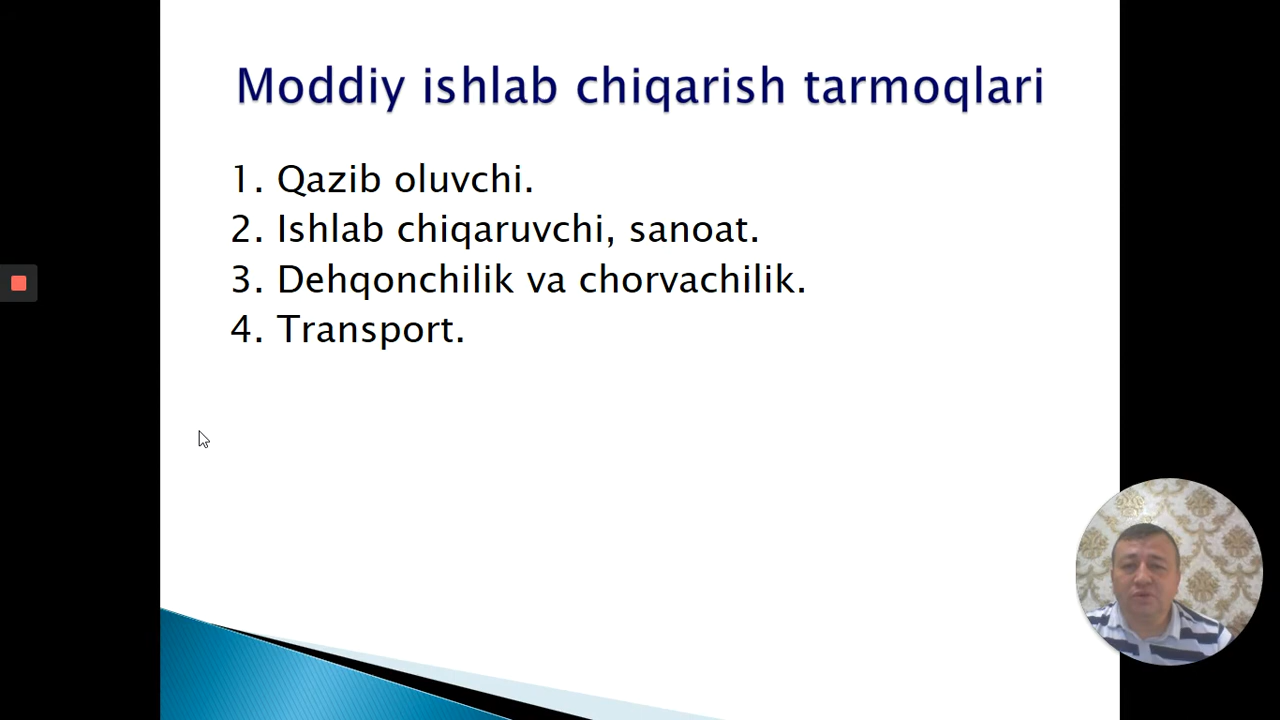 Moddiy ishlab chiqarish tarmoqlari
1. Qazib oluvchi.
2. Ishlab chiqaruvchi, sanoat.
3. Dehqonchilik va chorvachilik.
4. Transport.